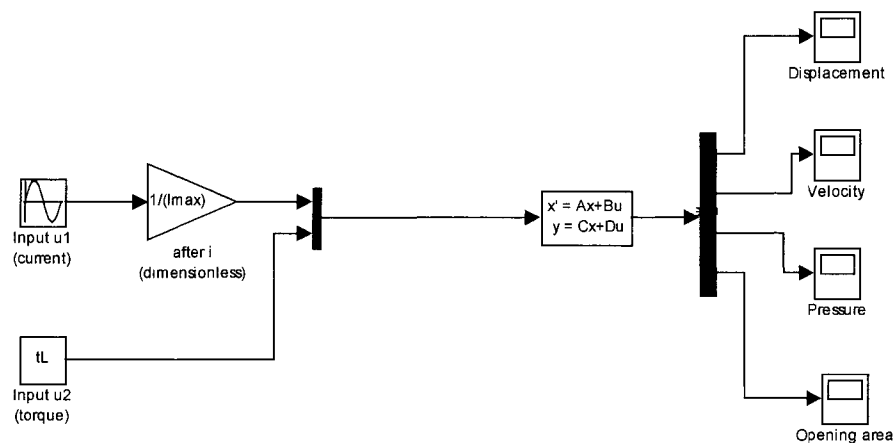 Displacement
1/(Imax)
Input u1
(current)
after i
(dimensionless)
x' = Ax+Bu
y = Cx+Du
Velocity
Pressure
tL
Input u2
(torque)
Opening area